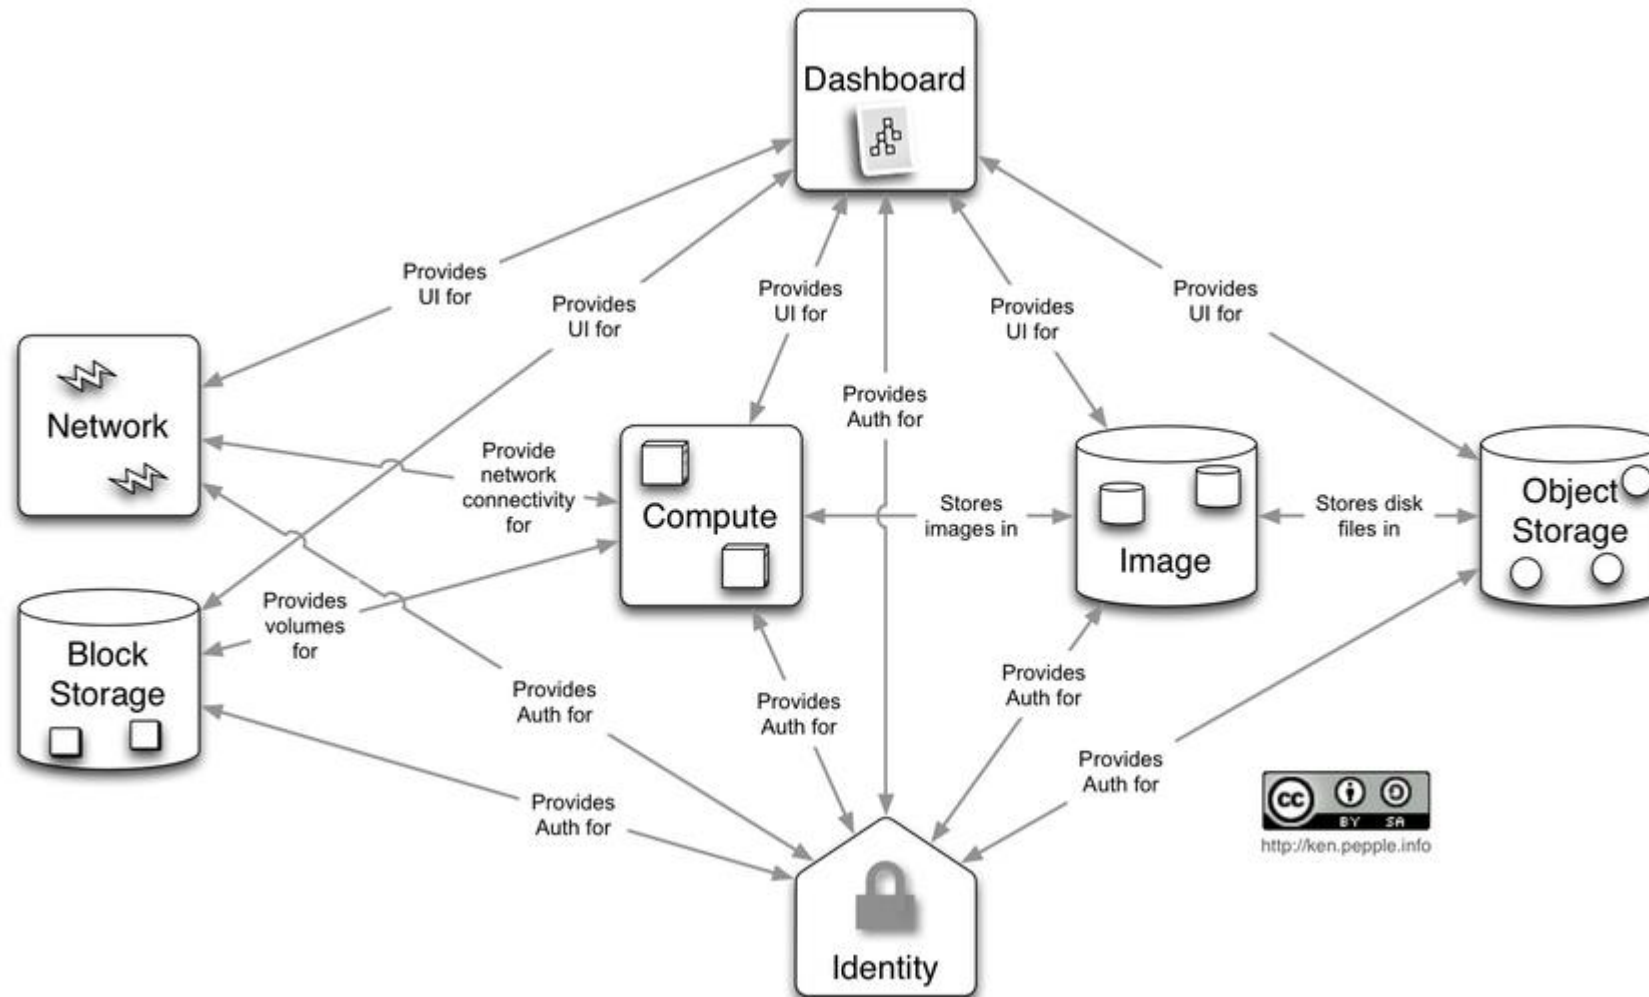 Dashboard
Provides
UI for
Provides
UI for
Provides
UI for
Provides
UI for
Provides
UI for
Network
Provides
Auth for
Provide
network
connectivity
for
Compute
Stores
images in
Image
Stores disk
files in
Object
Storage
Provides
volumes
for
Block
Storage
Provides
Auth for
Provides
Auth for
Provides
Auth for
Provides
Auth for
Provides
Auth for
Identity
cc
BY SA
http://ken.pepple.info